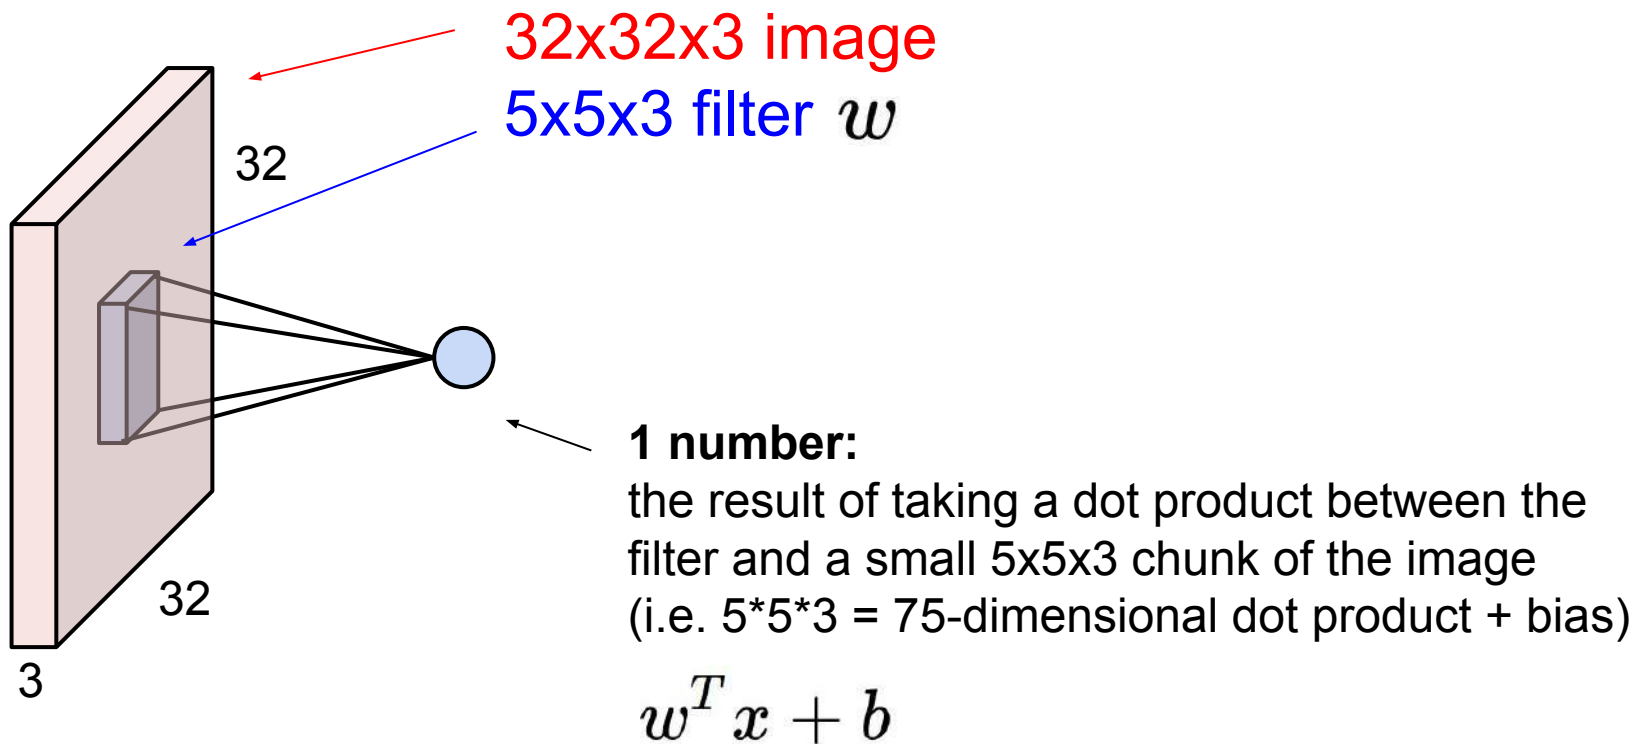 32x32x3 image
5x5x3 filter w
32
32
3
1 number:
the result of taking a dot product between the
filter and a small 5x5x3 chunk of the image
(i.e. 5*5*3 = 75-dimensional dot product + bias)
w^T x + b